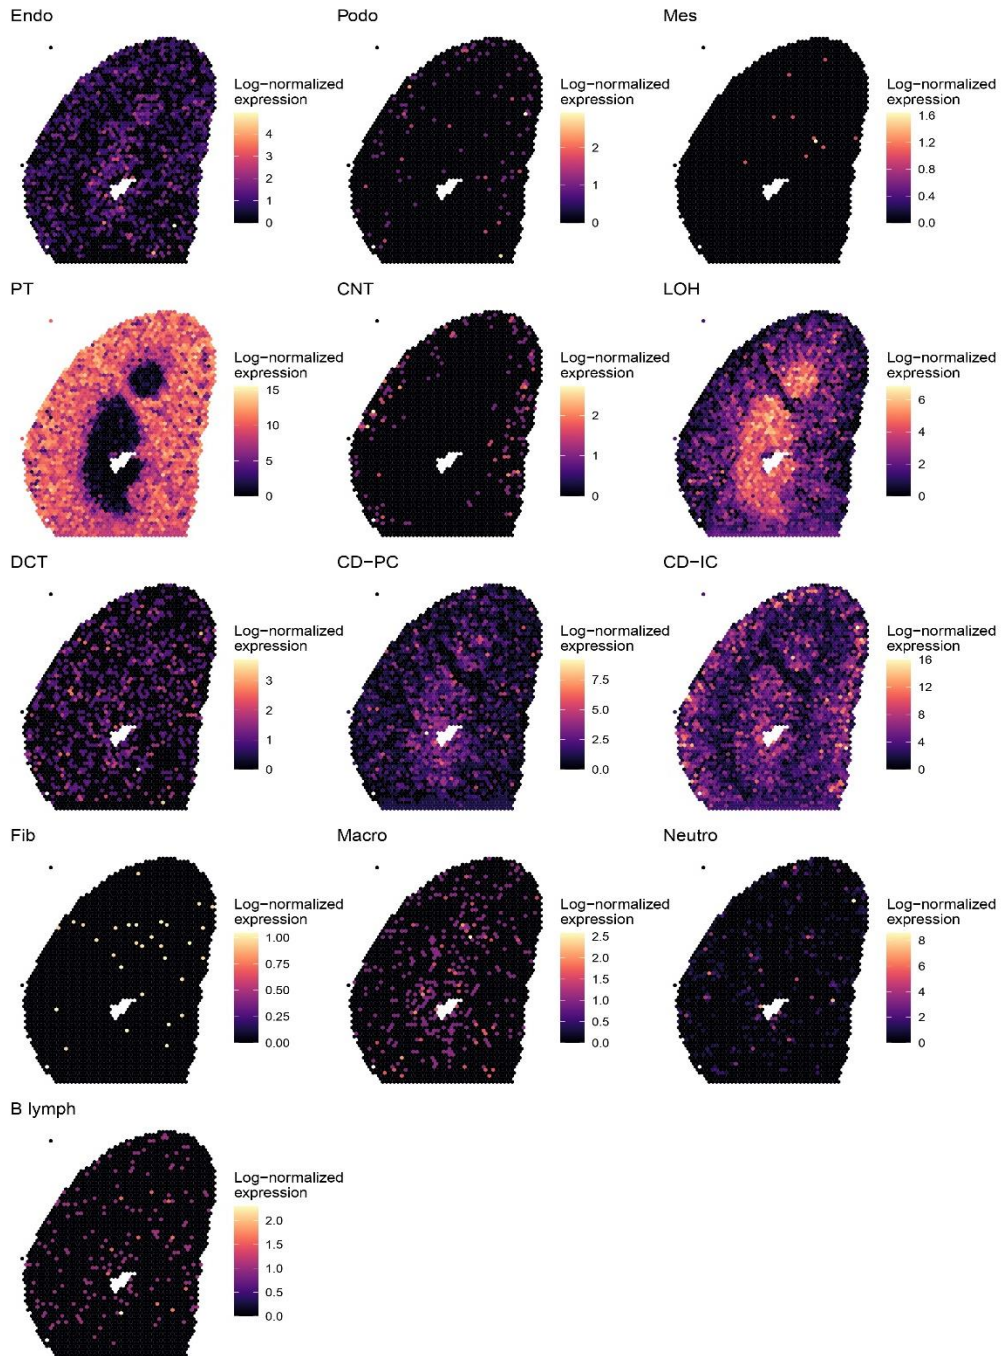 Endo
Podo
Mes
Log-normalized
expression
4
3
2
1
0
Log-normalized
expression
2
1
0
Log-normalized
expression
1.6
1.2
0.8
0.4
0.0
PT
CNT
LOH
Log-normalized
expression
15
10
5
0
Log-normalized
expression
2
1
0
Log-normalized
expression
6
4
2
0
DCT
CD-PC
CD-IC
Log-normalized
expression
3
2
1
0
Log-normalized
expression
7.5
5.0
2.5
0.0
Log-normalized
expression
16
12
8
4
0
Fib
Macro
Neutro
Log-normalized
expression
1.00
0.75
0.50
0.25
0.00
Log-normalized
expression
2.5
2.0
1.5
1.0
0.5
0.0
Log-normalized
expression
8
6
4
2
0
B lymph
Log-normalized
expression
2.0
1.5
1.0
0.5
0.0